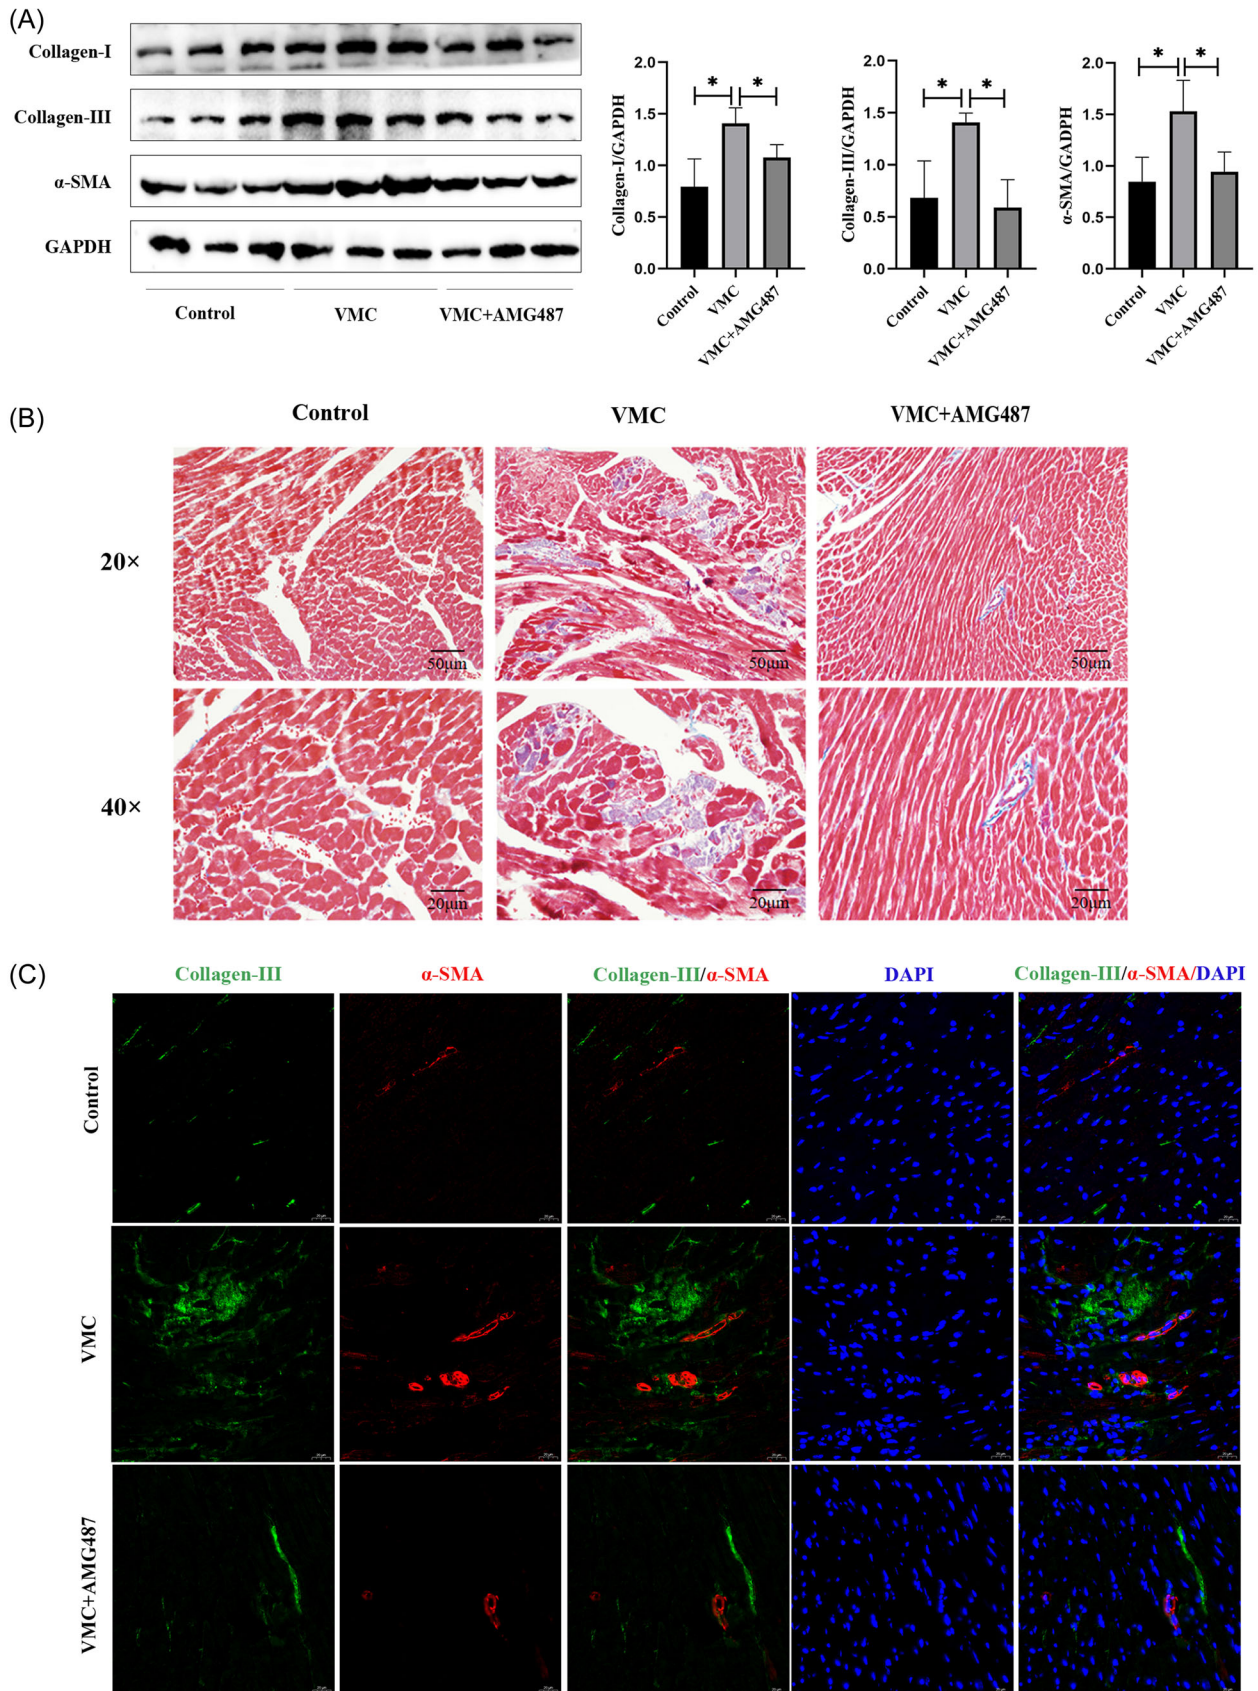 (A)
Collagen-I
Collagen-III
α-SMA
GAPDH
Control VMC VMC+AMG487
Collagen-I/GAPDH
2.0
1.5
1.0
0.5
0.0
* *
Control
VMC
VMC+AMG487
Collagen-III/GAPDH
2.0
1.5
1.0
0.5
0.0
* *
Control
VMC
VMC+AMG487
α-SMA/GADPH
2.0
1.5
1.0
0.5
0.0
* *
Control
VMC
VMC+AMG487
(B)
Control VMC VMC+AMG487
20×
50μm 50μm 50μm
40×
20μm 20μm 20μm
(C)
Collagen-III α-SMA Collagen-III/α-SMA DAPI Collagen-III/α-SMA/DAPI
Control
VMC
VMC+AMG487